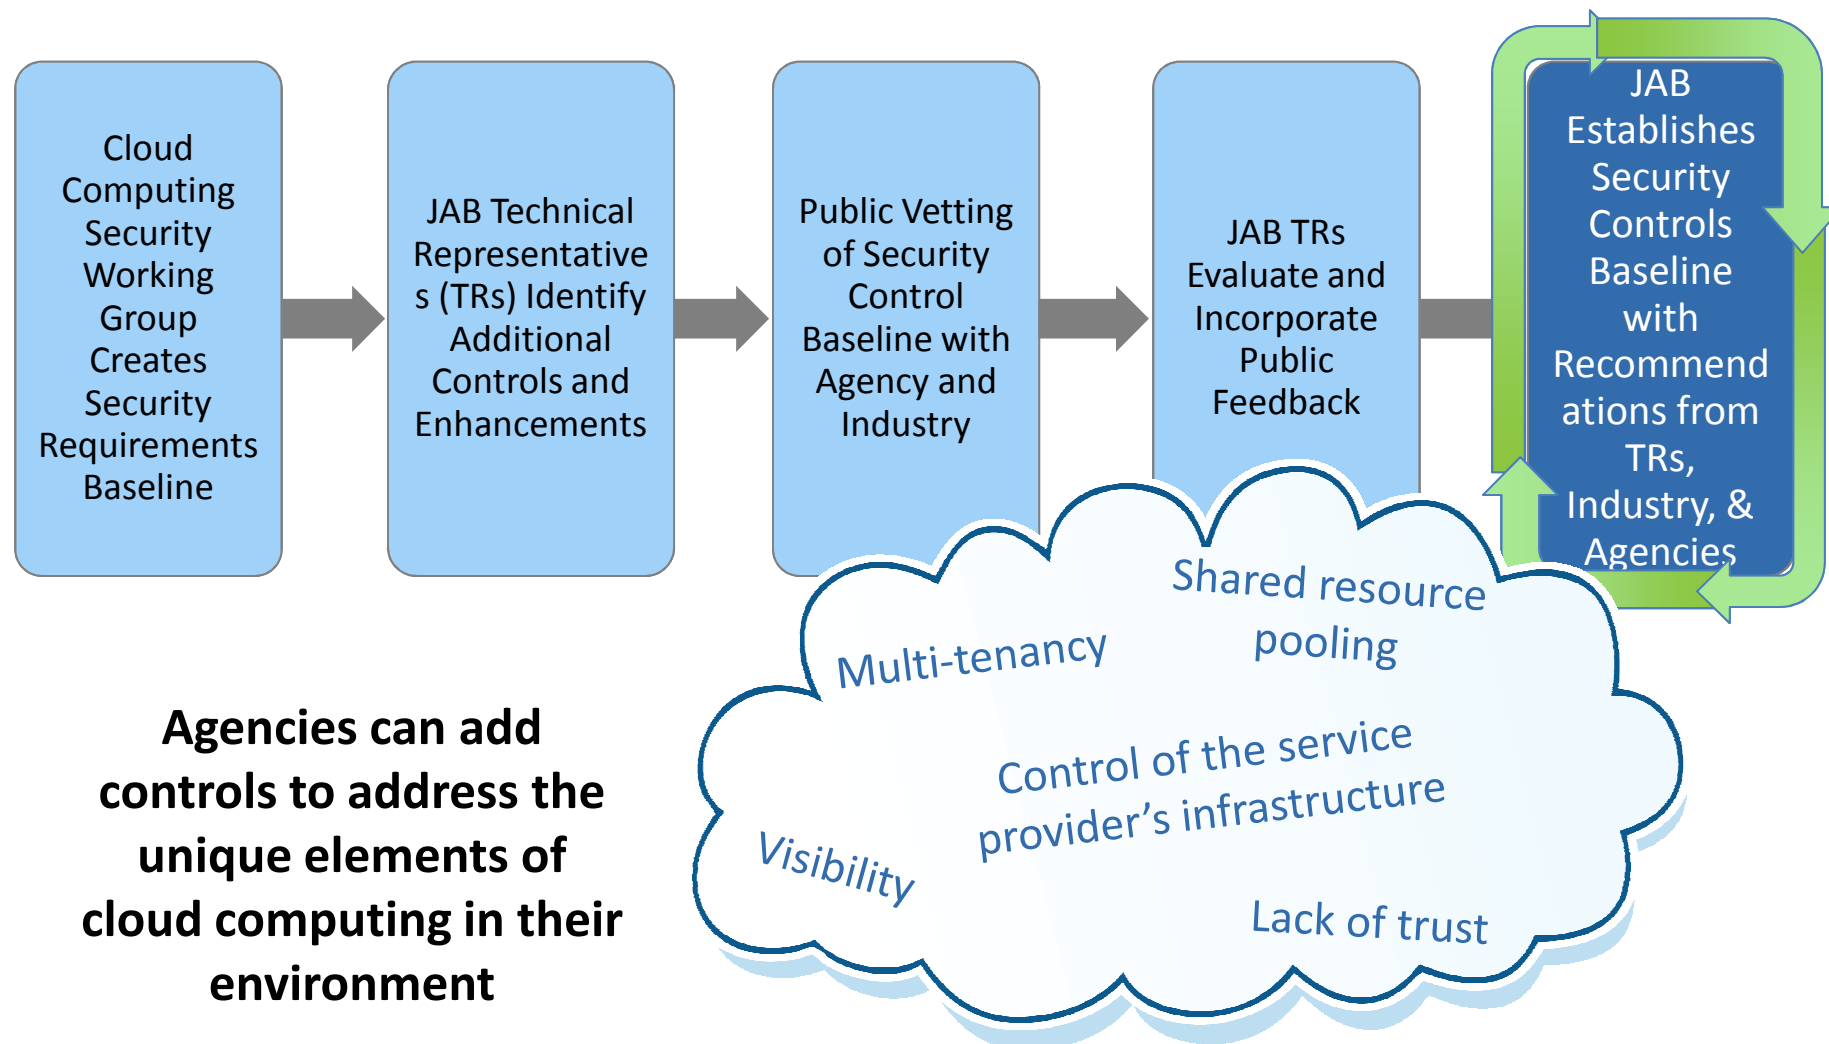 Cloud
Computing
Security
Working
Group
Creates
Security
Requirements
Baseline
JAB Technical
Representative
s (TRs) Identify
Additional
Controls and
Enhancements
Public Vetting
of Security
Control
Baseline with
Agency and
Industry
JAB TRs
Evaluate and
Incorporate
Public
Feedback
JAB
Establishes
Security
Controls
Baseline
with
Recommend
ations from
TRs,
Industry, &
Agencies
Shared resource
pooling
Multi-tenancy
Control of the service
provider’s infrastructure
Visibility
Lack of trust
Agencies can add
controls to address the
unique elements of
cloud computing in their
environment